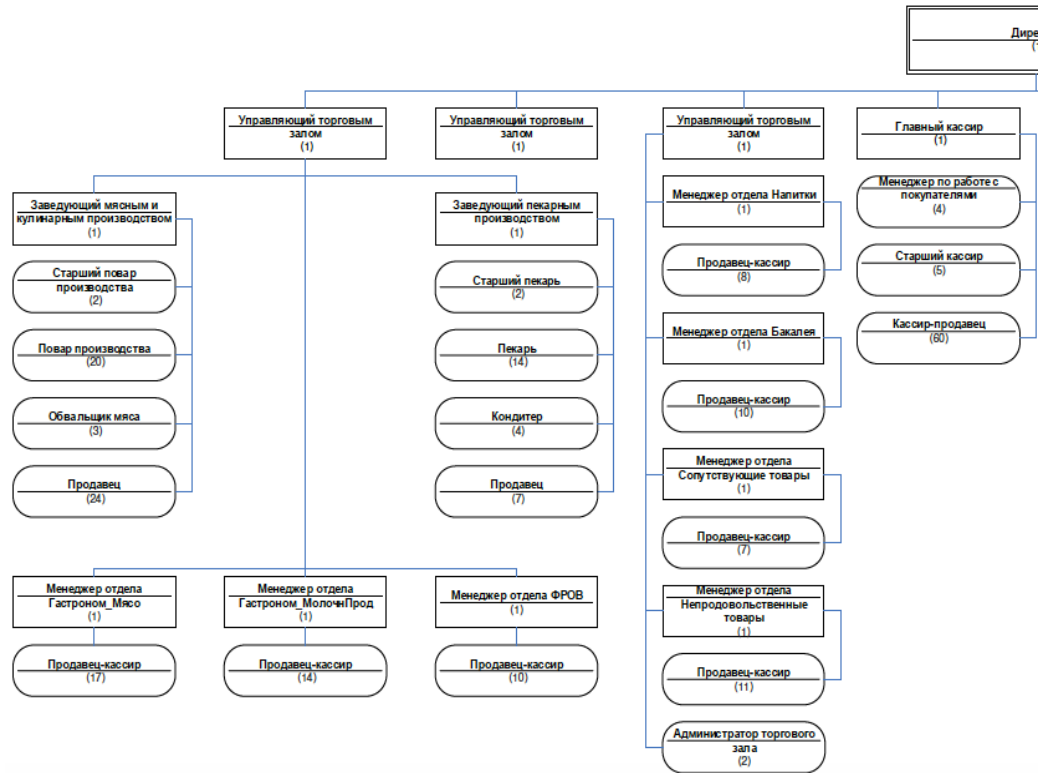 Дире
(1
Управляющий торговым
залом
(1)
Управляющий торговым
залом
(1)
Управляющий торговым
залом
(1)
Главный кассир
(1)
Заведующий мясным и
кулинарным производством
(1)
Старший повар
производства
(2)
Повар производства
(20)
Обвальщик мяса
(3)
Продавец
(24)
Заведующий пекарным
производством
(1)
Старший пекарь
(2)
Пекарь
(14)
Кондитер
(4)
Продавец
(7)
Менеджер отдела Напитки
(1)
Продавец-кассир
(8)
Менеджер отдела Бакалея
(1)
Продавец-кассир
(10)
Менеджер отдела
Сопутствующие товары
(1)
Продавец-кассир
(7)
Менеджер отдела
Непродовольственные
товары
(1)
Продавец-кассир
(11)
Администратор торгового
зала
(2)
Менеджер по работе с
покупателями
(4)
Старший кассир
(5)
Кассир-продавец
(60)
Менеджер отдела
Гастроном_Мясо
(1)
Продавец-кассир
(17)
Менеджер отдела
Гастроном_МолочнПрод
(1)
Продавец-кассир
(14)
Менеджер отдела ФРОВ
(1)
Продавец-кассир
(10)